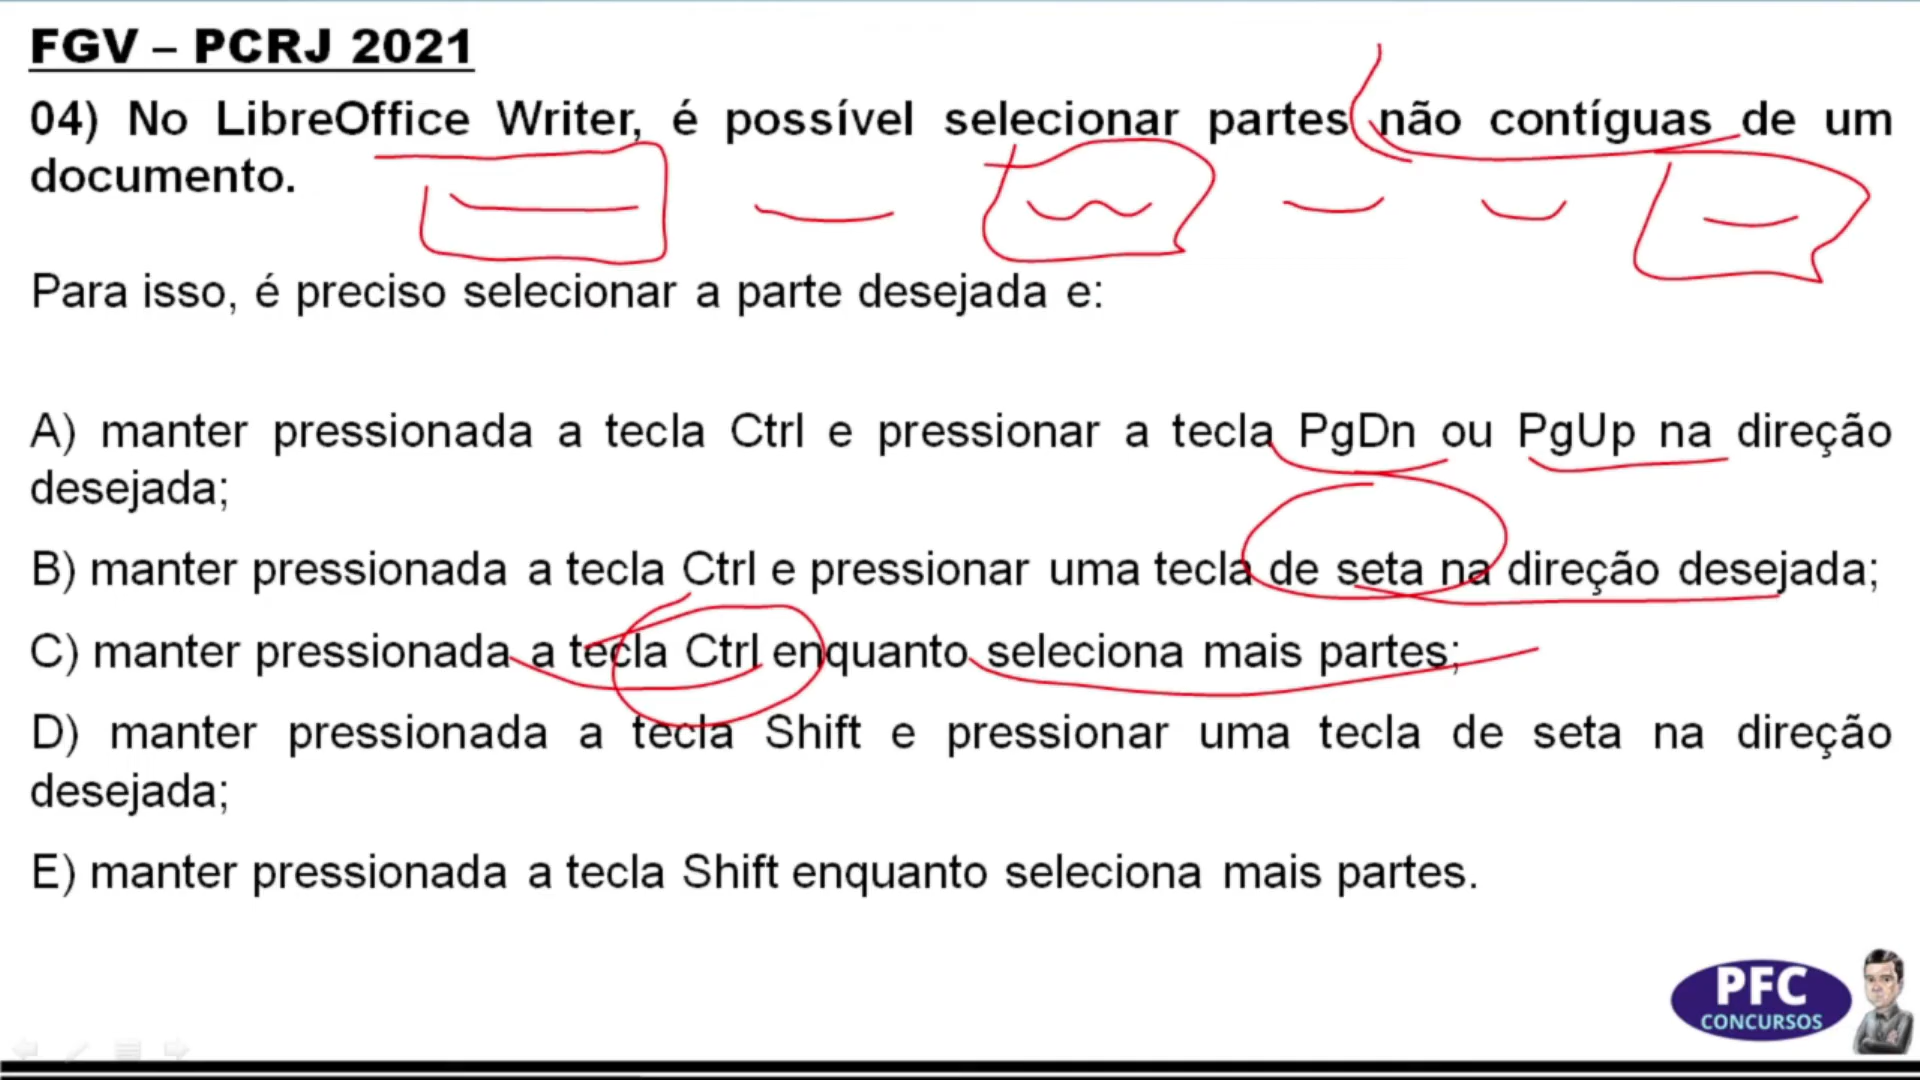 FGV – PCRJ 2021
04) No LibreOffice Writer, é possível selecionar partes não contíguas de um
documento.
Para isso, é preciso selecionar a parte desejada e:
A) manter pressionada a tecla Ctrl e pressionar a tecla PgDn ou PgUp na direção
desejada;
B) manter pressionada a tecla Ctrl e pressionar uma tecla de seta na direção desejada;
C) manter pressionada a tecla Ctrl enquanto seleciona mais partes;
D) manter pressionada a tecla Shift e pressionar uma tecla de seta na direção
desejada;
E) manter pressionada a tecla Shift enquanto seleciona mais partes.
PFC
CONCURSOS